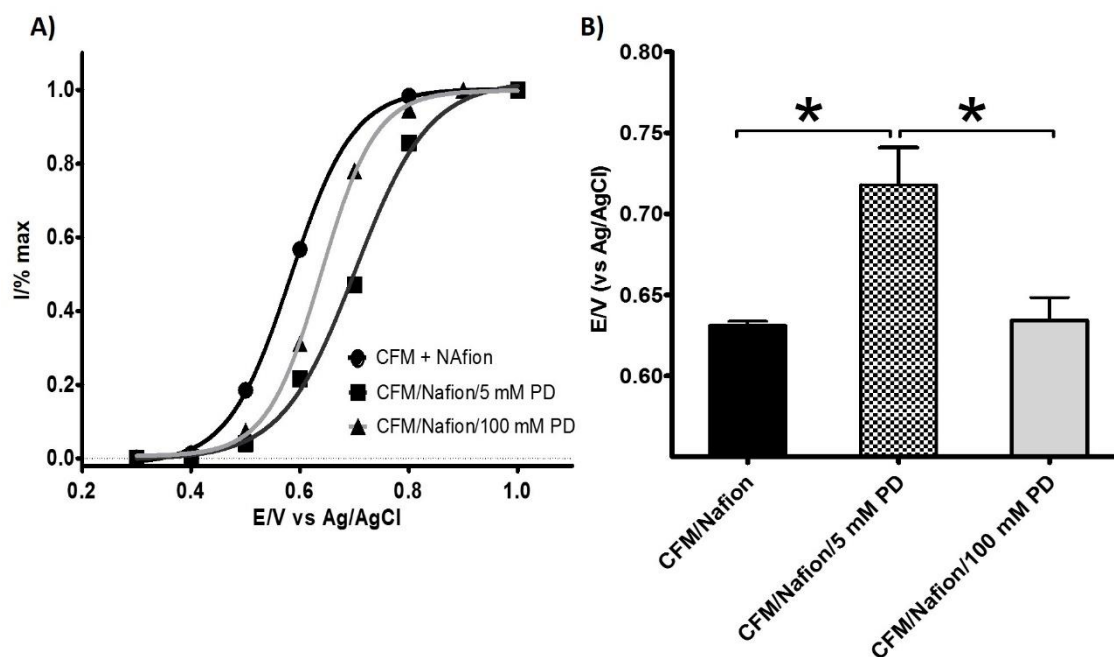 A)
I/% max
1.0
0.8
0.6
0.4
0.2
0.0
CFM + NAfion
CFM/Nafion/5 mM PD
CFM/Nafion/100 mM PD
0.2 0.4 0.6 0.8 1.0
E/V vs Ag/AgCl
B)
E/V (vs Ag/AgCl)
0.80
0.75
0.70
0.65
0.60
* *
CFM/Nafion
CFM/Nafion/5 mM PD
CFM/Nafion/100 mM PD